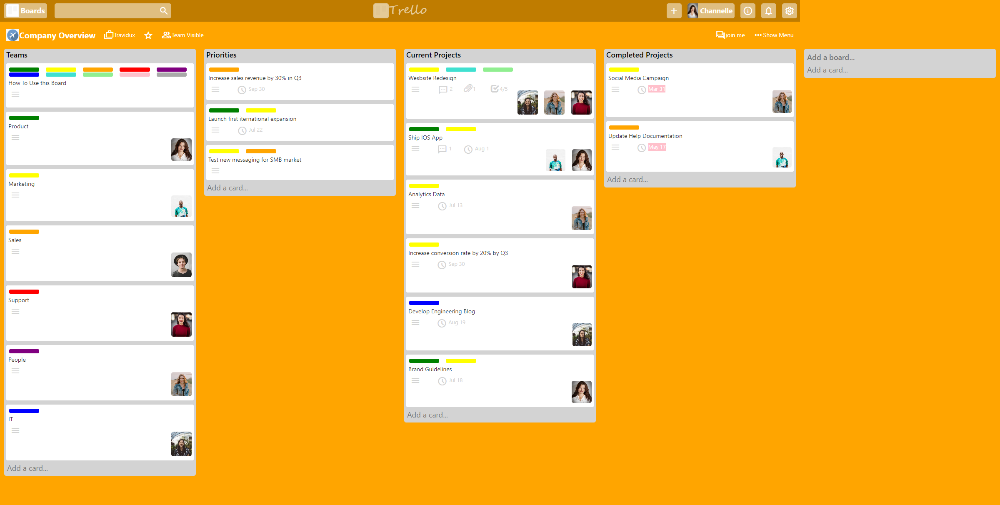 Boards
Trello
Channelle
Company Overview
Travidux
Team Visible
join me
Show Menu
Teams
How To Use this Board
Product
Marketing
Sales
Support
People
IT
Add a card...
Priorities
Increase sales revenue by 30% in Q3
Sep 30
Launch first iternational expansion
Jul 22
Test new messaging for SMB market
Add a card...
Current Projects
Wesbsite Redesign
2
1
4/5
Ship IOS App
1
Aug 1
Analytics Data
Jul 13
Increase conversion rate by 20% by Q3
Sep 30
Develop Engineering Blog
Aug 19
Brand Guidelines
Jul 18
Add a card...
Completed Projects
Social Media Campaign
Mar 31
Update Help Documentation
May 17
Add a card...
Add a board...
Add a card...